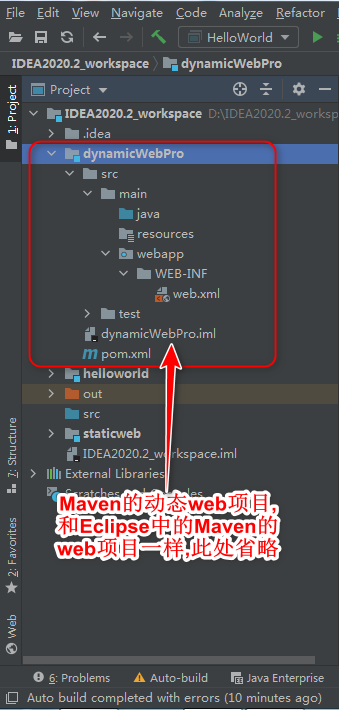 File Edit View Navigate Analyze Refactor
HelloWorld
IDEA2020.2_workspace dynamicWebPro
1: Project
Project
IDEA2020.2_workspace D:\IDEA2020.2_worksp
.idea
dynamicWebPro
src
main
java
resources
webapp
WEB-INF
web.xml
test
dynamicWebPro.iml
pom.xml
helloworld
out
src
staticweb
IDEA2020.2_workspace.iml
External Libraries
Maven的动态web项目,
和Eclipse中的Maven的
web项目一样,此处省略
7: Structure
2: Favorites
Web
6: Problems Auto-build Java Enterprise
Auto build completed with errors (10 minutes ago)